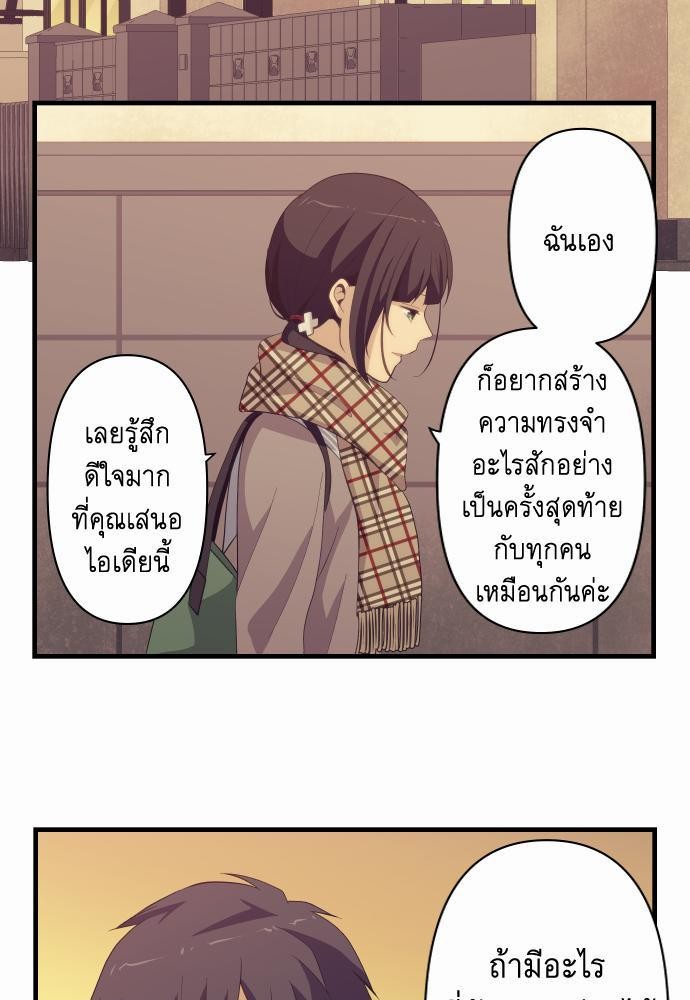 ฉันเอง
ก็อยากสร้าง
ความทรงจำ
อะไรสักอย่าง
เป็นครั้งสุดท้าย
กับทุกคน
เหมือนกันค่ะ
เลยรู้สึก
ดีใจมาก
ที่คุณเสนอ
ไอเดียนี้
ถ้ามีอะไร